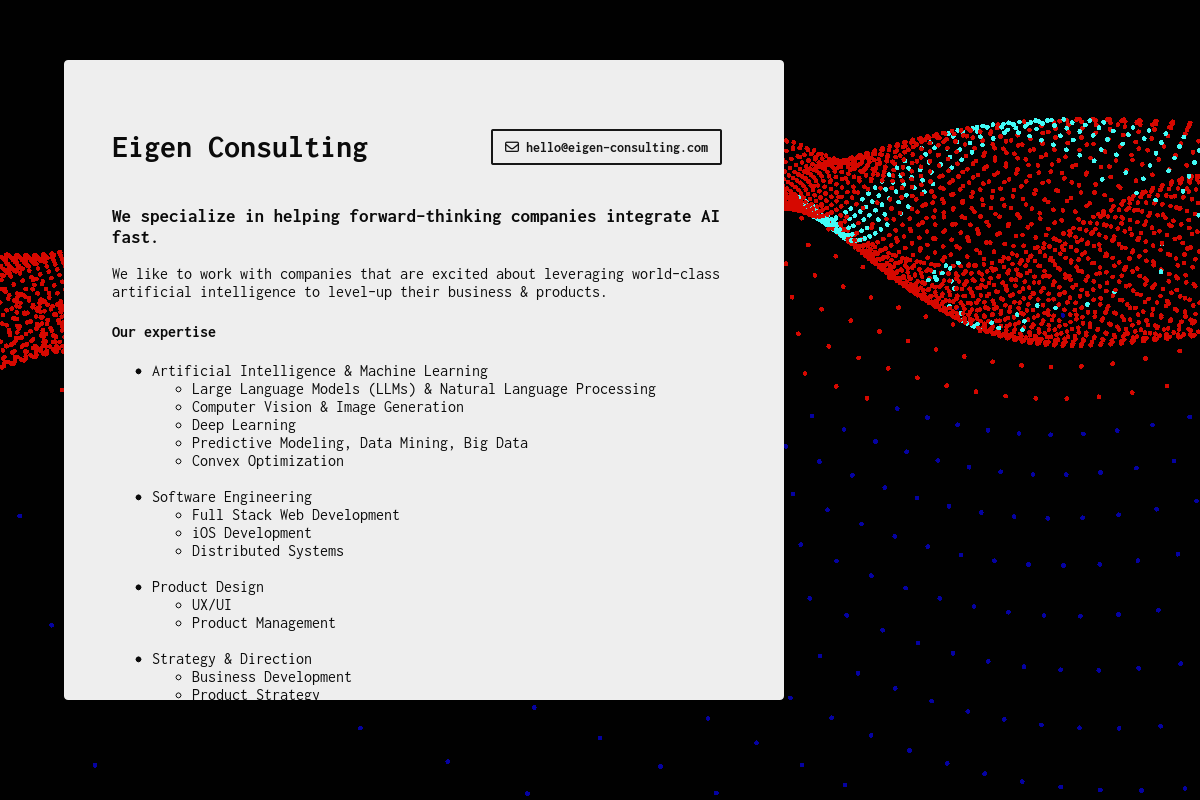 Eigen Consulting
hello@eigen-consulting.com
We specialize in helping forward-thinking companies integrate AI
fast.
We like to work with companies that are excited about leveraging world-class
artificial intelligence to level-up their business & products.
Our expertise
Artificial Intelligence & Machine Learning
Large Language Models (LLMs) & Natural Language Processing
Computer Vision & Image Generation
Deep Learning
Predictive Modeling, Data Mining, Big Data
Convex Optimization
Software Engineering
Full Stack Web Development
iOS Development
Distributed Systems
Product Design
UX/UI
Product Management
Strategy & Direction
Business Development
Product Strategy